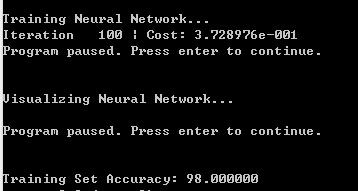 Training Neural Network...
Iteration   100 | Cost: 3.728976e-001
Program paused. Press enter to continue.
Visualizing Neural Network...
Program paused. Press enter to continue.
Training Set Accuracy: 98.000000